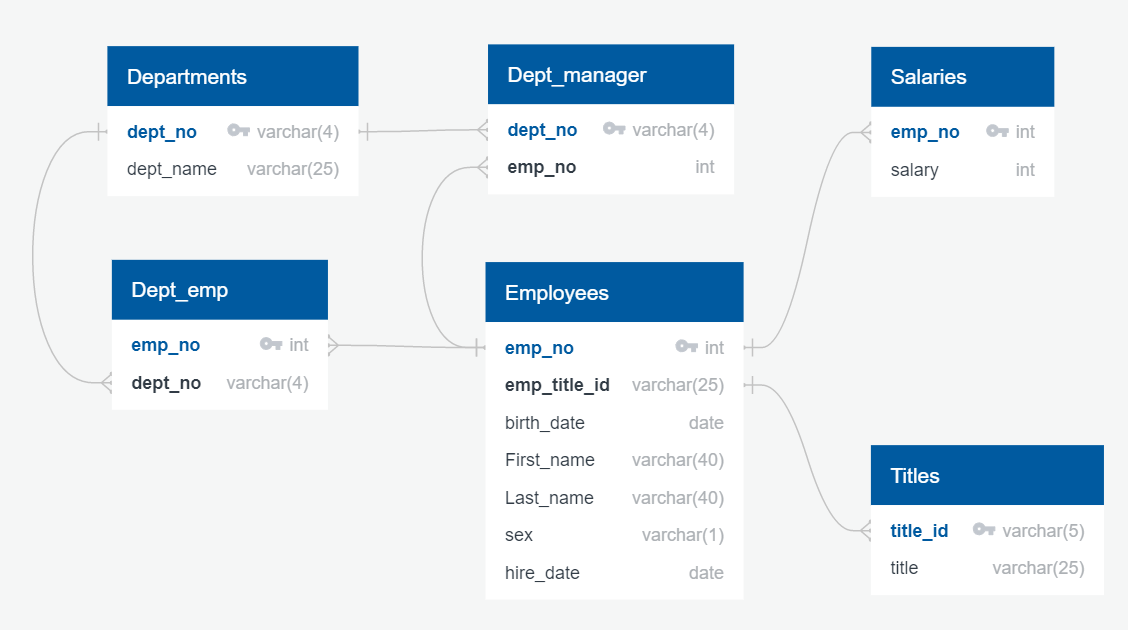 Departments
dept_no varchar(4)
dept_name varchar(25)
Dept_manager
dept_no varchar(4)
emp_no int
Salaries
emp_no int
salary int
Dept_emp
emp_no int
dept_no varchar(4)
Employees
emp_no int
emp_title_id varchar(25)
birth_date date
First_name varchar(40)
Last_name varchar(40)
sex varchar(1)
hire_date date
Titles
title_id varchar(5)
title varchar(25)